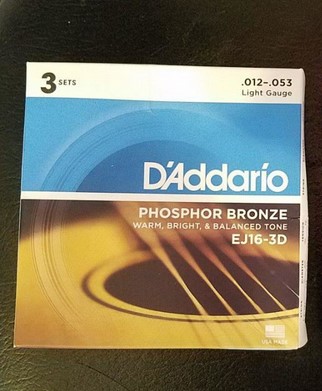 3 SETS
.012-.053
Light Gauge
D'Addario
PHOSPHOR BRONZE
WARM, BRIGHT, & BALANCED TONE
EJ16-3D
USA MADE